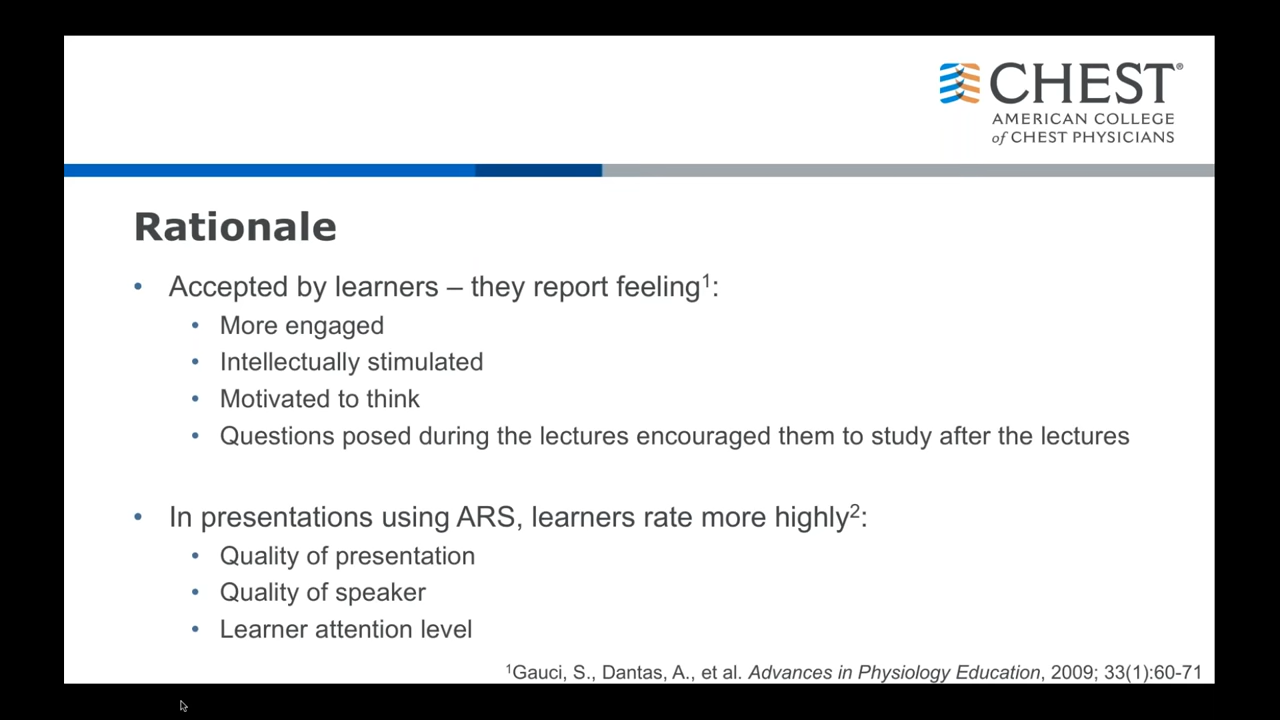 CHEST®
AMERICAN COLLEGE
of CHEST PHYSICIANS
Rationale
• Accepted by learners – they report feeling¹:
• More engaged
• Intellectually stimulated
• Motivated to think
• Questions posed during the lectures encouraged them to study after the lectures
• In presentations using ARS, learners rate more highly²:
• Quality of presentation
• Quality of speaker
• Learner attention level
¹Gauci, S., Dantas, A., et al. Advances in Physiology Education, 2009; 33(1):60-71